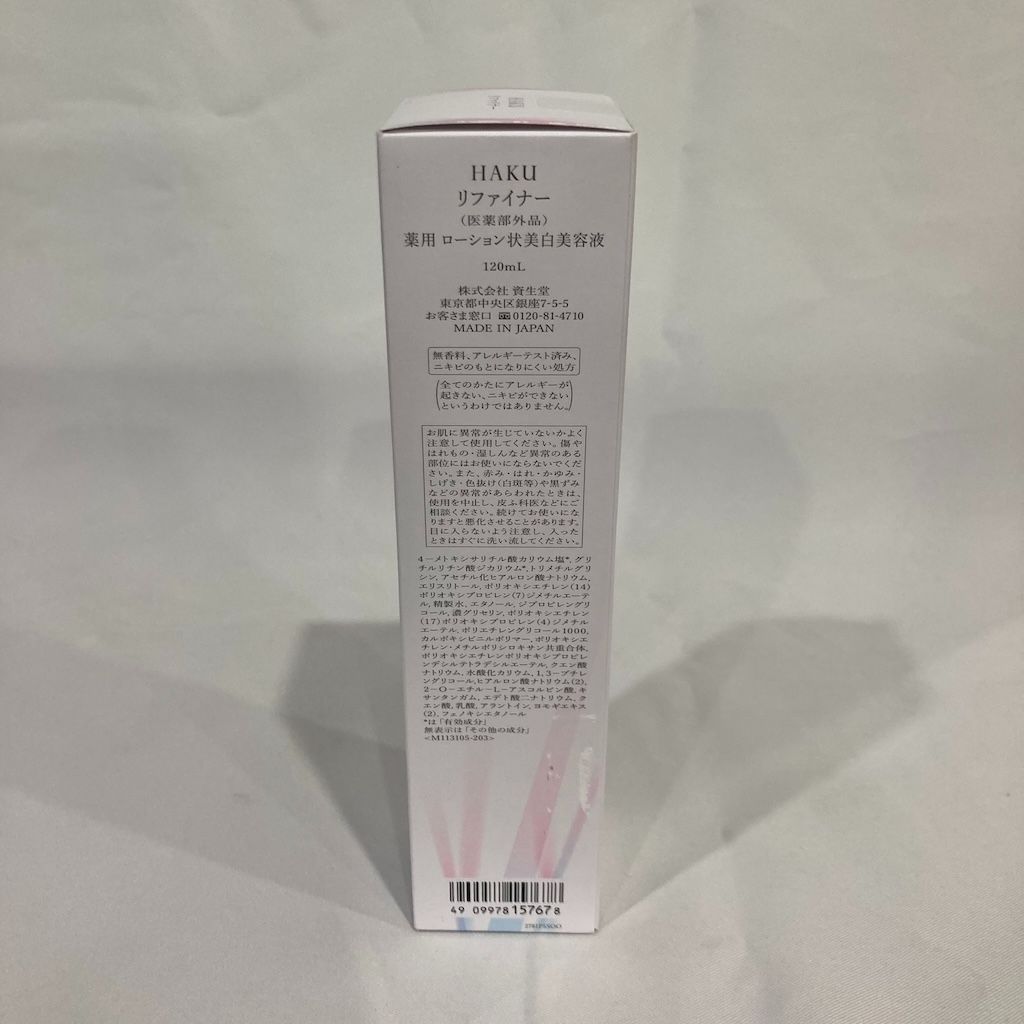 HAKU
リファイナー
（医薬部外品）
薬用 ローション状美白美容液
120mL
株式会社 資生堂
東京都中央区銀座7-5-5
お客さま窓口 0120-81-4710
MADE IN JAPAN
無香料、アレルギーテスト済み、
ニキビのもとになりにくい処方
（全てのかたにアレルギーが
起きない、ニキビができない
というわけではありません。）
お肌に異常が生じていないかよく
注意して使用してください。傷や
はれもの・湿しんなど異常のある
部位にはお使いにならないでくだ
さい。また、赤み・はれ・かゆみ・
しげき・色抜け(白斑等)や黒ずみ
などの異常があらわれたときは、
使用を中止し、皮ふ科医などにご
相談ください。続けてお使いにな
りますと悪化させることがあります。
目に入らないよう注意し、入った
ときはすぐに洗い流してください。
4－メトキシサリチル酸カリウム塩*, グリ
チルリチン酸ジカリウム*, トリメチルグリ
シン, アセチル化ヒアルロン酸ナトリウム,
エリスリトール, ポリオキシエチレン(14)
ポリオキシプロピレン(7)ジメチルエーテ
ル, 精製水, エタノール, ジプロピレングリ
コール, 濃グリセリン, ポリオキシエチレン
(17)ポリオキシプロピレン(4)ジメチル
エーテル, ポリエチレングリコール1000,
カルボキシビニルポリマー, ポリオキシエ
チレン・メチルポリシロキサン共重合体,
ポリオキシエチレンポリオキシプロピレ
ンデシルテトラデシルエーテル, クエン酸
ナトリウム, 水酸化カリウム, 1,3－ブチレ
ングリコール, ヒアルロン酸ナトリウム(2),
2－O－エチル－L－アスコルビン酸, キ
サンタンガム, エデト酸二ナトリウム, ク
エン酸, 乳酸, アラントイン, ヨモギエキス
(2), フェノキシエタノール
*は「有効成分」
無表示は「その他の成分」
<M113105-203>
49 09978 157678